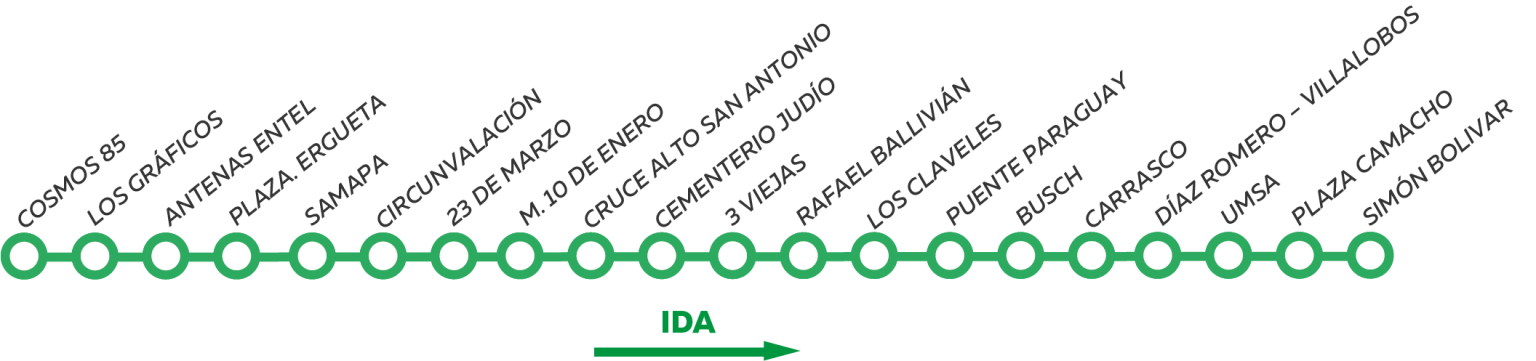 COSMOS 85
LOS GRÁFICOS
ANTENAS ENTEL
PLAZA. ERGUETA
SAMAPA
CIRCUNVALACIÓN
23 DE MARZO
M. 10 DE ENERO
CRUCE ALTO SAN ANTONIO
CEMENTERIO JUDÍO
3 VIEJAS
RAFAEL BALLIVIÁN
LOS CLAVELES
PUENTE PARAGUAY
BUSCH
CARRASCO
DÍAZ ROMERO – VILLALOBOS
UMSA
PLAZA CAMACHO
SIMÓN BOLIVAR
IDA